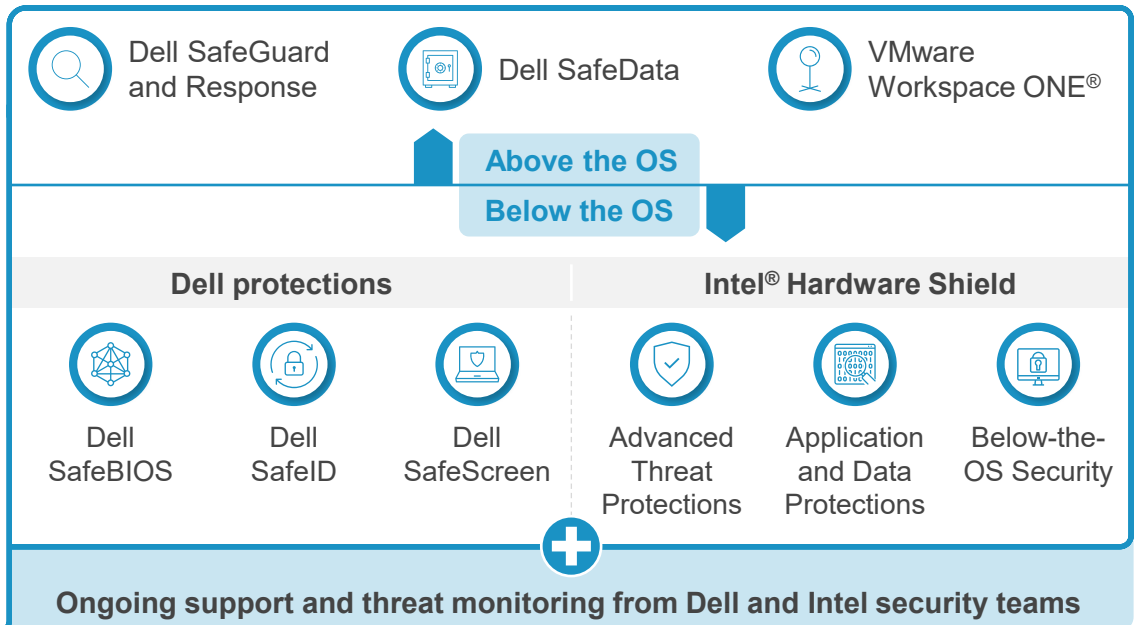 Dell SafeGuard
and Response
Dell SafeData
VMware
Workspace ONE®
Above the OS
Below the OS
Dell protections
Intel® Hardware Shield
Dell
SafeBIOS
Dell
SafeID
Dell
SafeScreen
Advanced
Threat
Protections
Application
and Data
Protections
Below-the-
OS Security
Ongoing support and threat monitoring from Dell and Intel security teams